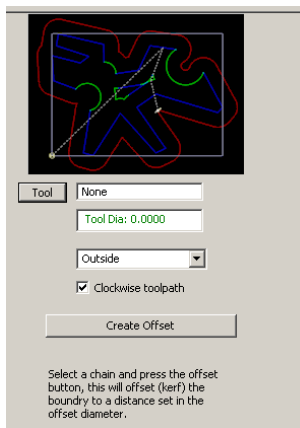 Tool
None
Tool Dia: 0.0000
Outside
Clockwise toolpath
Create Offset
Select a chain and press the offset
button, this will offset (kerf) the
boundry to a distance set in the
offset diameter.